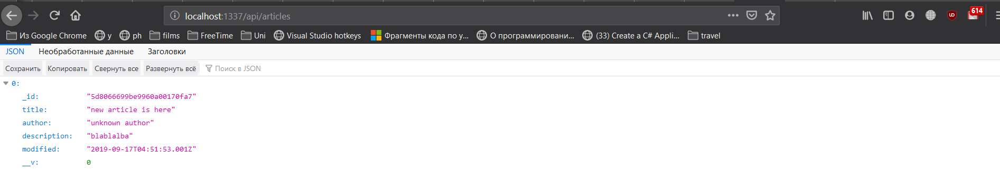 localhost:1337/api/articles
614
Из Google Chrome y ph films FreeTime Uni Visual Studio hotkeys Фрагменты кода по у... О программировани... (33) Create a C# Appli... travel
JSON Необработанные данные Заголовки
Сохранить Копировать Свернуть все Развернуть всё Поиск в JSON
0:
_id: "5d8066699be9960a00170fa7"
title: "new article is here"
author: "unknown author"
description: "blablalba"
modified: "2019-09-17T04:51:53.001Z"
__v: 0